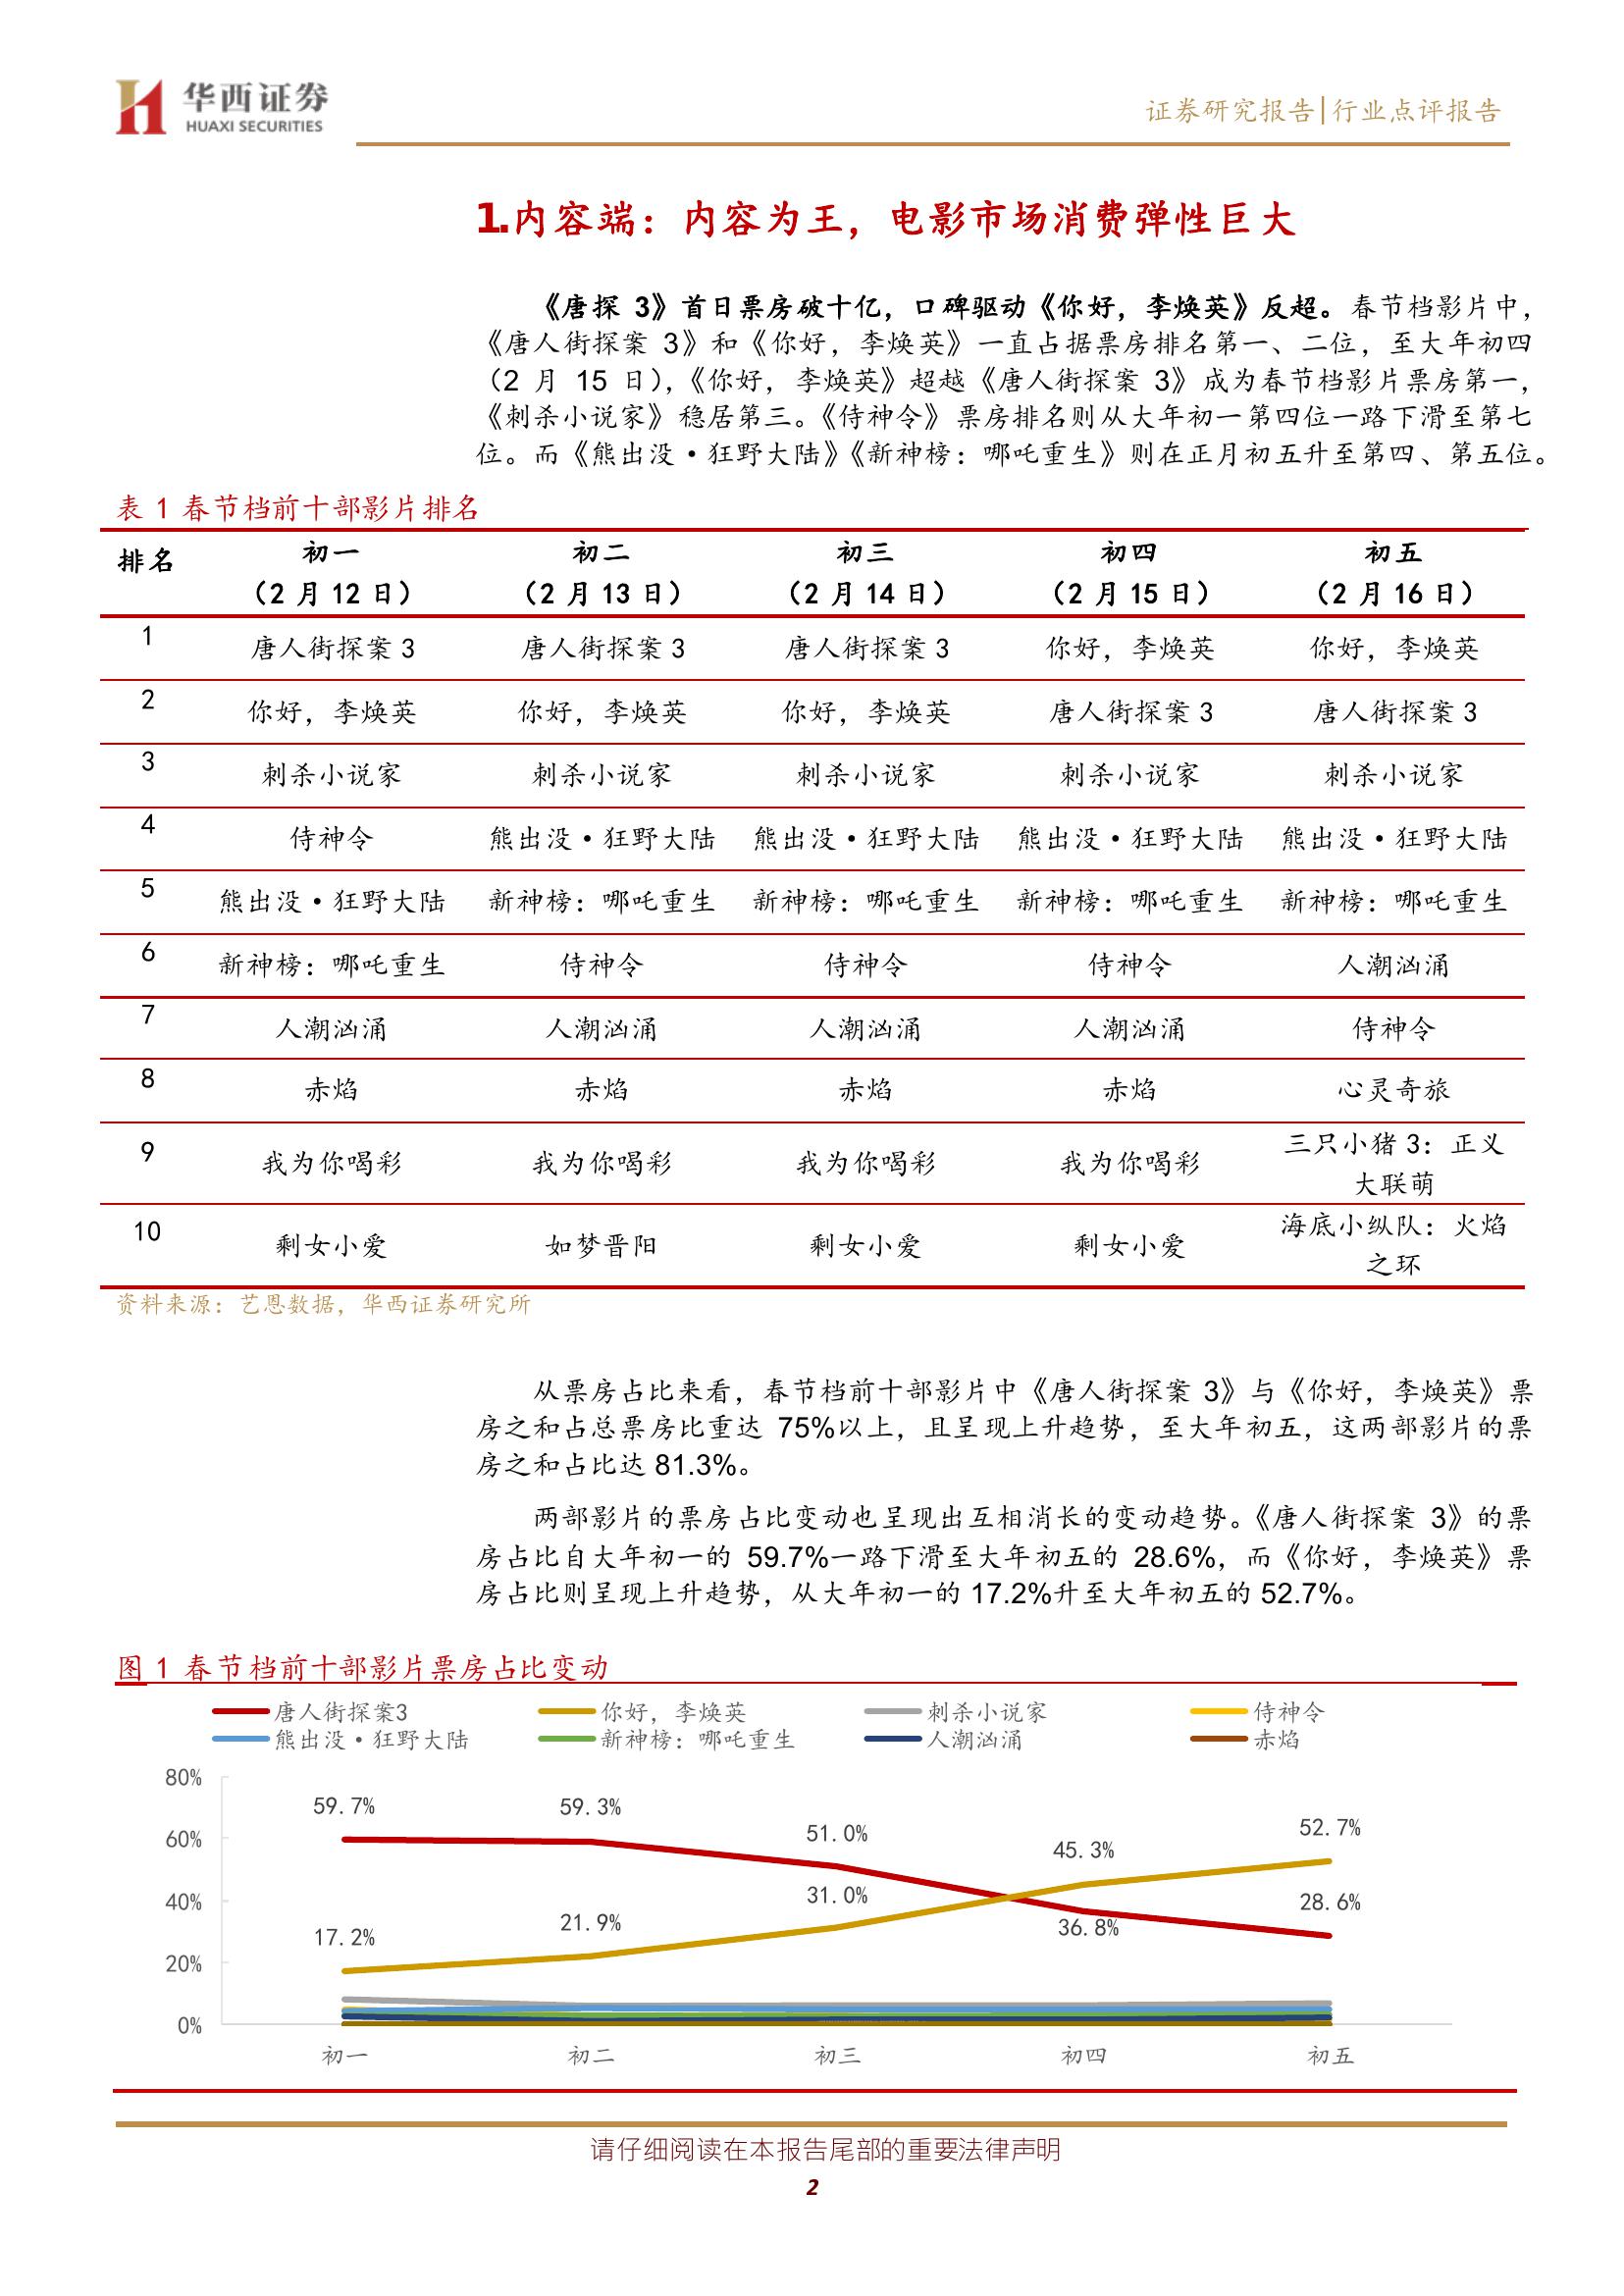 华西证券
HUAXI SECURITIES
证券研究报告|行业点评报告
1.内容端：内容为王，电影市场消费弹性巨大
《唐探 3》首日票房破十亿，口碑驱动《你好，李焕英》反超。春节档影片中，
《唐人街探案 3》和《你好，李焕英》一直占据票房排名第一、二位，至大年初四
（2 月 15 日），《你好，李焕英》超越《唐人街探案 3》成为春节档影片票房第一，
《刺杀小说家》稳居第三。《侍神令》票房排名则从大年初一第四位一路下滑至第七
位。而《熊出没·狂野大陆》《新神榜：哪吒重生》则在正月初五升至第四、第五位。
表 1 春节档前十部影片排名
排名 初一 初二 初三 初四 初五
（2 月 12 日） （2 月 13 日） （2 月 14 日） （2 月 15 日） （2 月 16 日）
1 唐人街探案 3 唐人街探案 3 唐人街探案 3 你好，李焕英 你好，李焕英
2 你好，李焕英 你好，李焕英 你好，李焕英 唐人街探案 3 唐人街探案 3
3 刺杀小说家 刺杀小说家 刺杀小说家 刺杀小说家 刺杀小说家
4 侍神令 熊出没·狂野大陆 熊出没·狂野大陆 熊出没·狂野大陆 熊出没·狂野大陆
5 熊出没·狂野大陆 新神榜：哪吒重生 新神榜：哪吒重生 新神榜：哪吒重生 新神榜：哪吒重生
6 新神榜：哪吒重生 侍神令 侍神令 侍神令 人潮汹涌
7 人潮汹涌 人潮汹涌 人潮汹涌 人潮汹涌 侍神令
8 赤焰 赤焰 赤焰 赤焰 心灵奇旅
9 我为你喝彩 我为你喝彩 我为你喝彩 我为你喝彩 三只小猪 3：正义
大联萌
10 剩女小爱 如梦晋阳 剩女小爱 剩女小爱 海底小纵队：火焰
之环
资料来源：艺恩数据，华西证券研究所
从票房占比来看，春节档前十部影片中《唐人街探案 3》与《你好，李焕英》票
房之和占总票房比重达 75%以上，且呈现上升趋势，至大年初五，这两部影片的票
房之和占比达 81.3%。
两部影片的票房占比变动也呈现出互相消长的变动趋势。《唐人街探案 3》的票
房占比自大年初一的 59.7%一路下滑至大年初五的 28.6%，而《你好，李焕英》票
房占比则呈现上升趋势，从大年初一的 17.2%升至大年初五的 52.7%。
图 1 春节档前十部影片票房占比变动
唐人街探案3 你好，李焕英 刺杀小说家 侍神令
熊出没·狂野大陆 新神榜：哪吒重生 人潮汹涌 赤焰
80%
59.7% 59.3% 51.0% 45.3% 52.7%
60%
40%
31.0% 28.6%
17.2% 21.9% 36.8%
20%
0%
初一 初二 初三 初四 初五
请仔细阅读在本报告尾部的重要法律声明
2